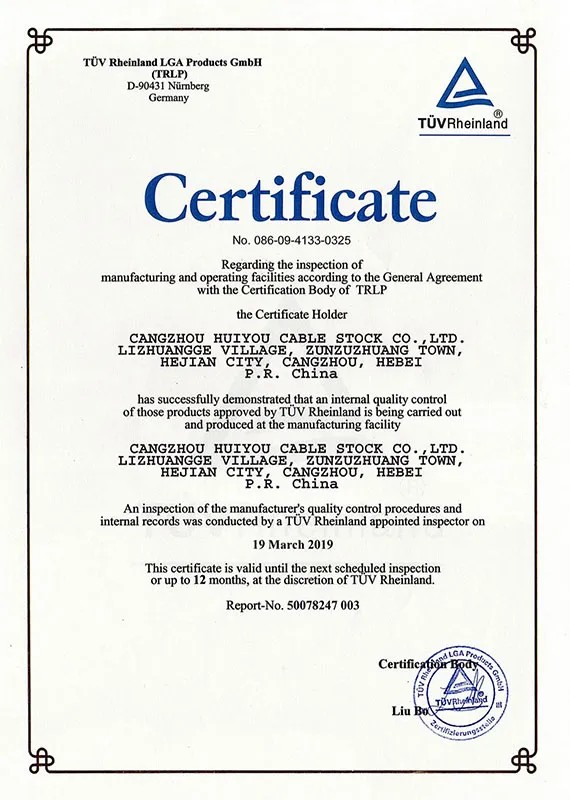 TÜV Rheinland LGA Products GmbH
(TRLP)
D-90431 Nürnberg
Germany
®
TÜVRheinland
Certificate
No. 086-09-4133-0325
Regarding the inspection of
manufacturing and operating facilities according to the General Agreement
with the Certification Body of TRLP
the Certificate Holder
CANGZHOU HUIYOU CABLE STOCK CO.,LTD.
LIZHUANGGE VILLAGE, ZUNZUZHUANG TOWN,
HEJIAN CITY, CANGZHOU, HEBEI
P.R. China
has successfully demonstrated that an internal quality control
of those products approved by TÜV Rheinland is being carried out
and produced at the manufacturing facility
CANGZHOU HUIYOU CABLE STOCK CO.,LTD.
LIZHUANGGE VILLAGE, ZUNZUZHUANG TOWN,
HEJIAN CITY, CANGZHOU, HEBEI
P.R. China
An inspection of the manufacturer's quality control procedures and
internal records was conducted by a TÜV Rheinland appointed inspector on
19 March 2019
This certificate is valid until the next scheduled inspection
or up to 12 months, at the discretion of TÜV Rheinland.
Report-No. 50078247 003
Certification Body
Liu Bo
TÜV Rheinland LGA Products GmbH
TÜVRheinland
Zertifizierungsstelle